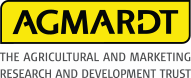 AGMARDT
THE AGRICULTURAL AND MARKETING
RESEARCH AND DEVELOPMENT TRUST